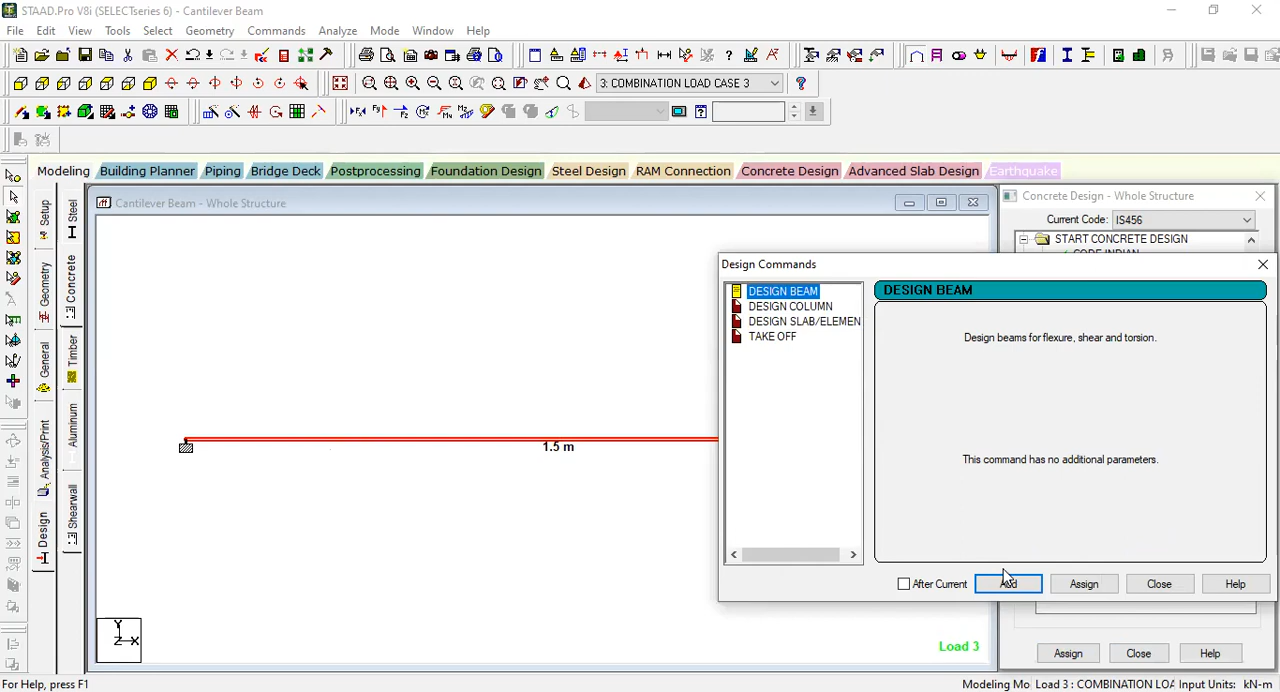 STAAD.Pro V8i (SELECTseries 6) - Cantilever Beam
File Edit View Tools Select Geometry Commands Analyze Mode Window Help
3: COMBINATION LOAD CASE 3
Modeling Building Planner Piping Bridge Deck Postprocessing Foundation Design Steel Design RAM Connection Concrete Design Advanced Slab Design Earthquake
Setup
Geometry
General
Analysis/Print
Design
Steel
Concrete
Timber
Aluminum
Shearwall
Cantilever Beam - Whole Structure
1.5 m
Y
Z X
Load 3
Concrete Design - Whole Structure
Current Code: IS456
START CONCRETE DESIGN
CODE INDIAN
Design Commands
DESIGN BEAM
DESIGN COLUMN
DESIGN SLAB/ELEMEN
TAKE OFF
DESIGN BEAM
Design beams for flexure, shear and torsion.
This command has no additional parameters.
After Current Add Assign Close Help
Assign Close Help
For Help, press F1
Modeling Mo Load 3 : COMBINATION LOA Input Units: kN-m